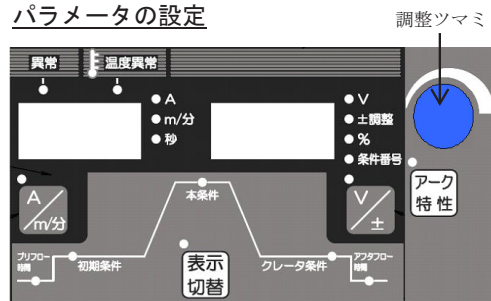 パラメータの設定
調整ツマミ
異常
温度異常
A
m/分
秒
V
±調整
%
条件番号
A/m/分
V/±
アーク
特性
本条件
プリフロー
時間
初期条件
表示
切替
クレータ条件
アフタフロー
時間